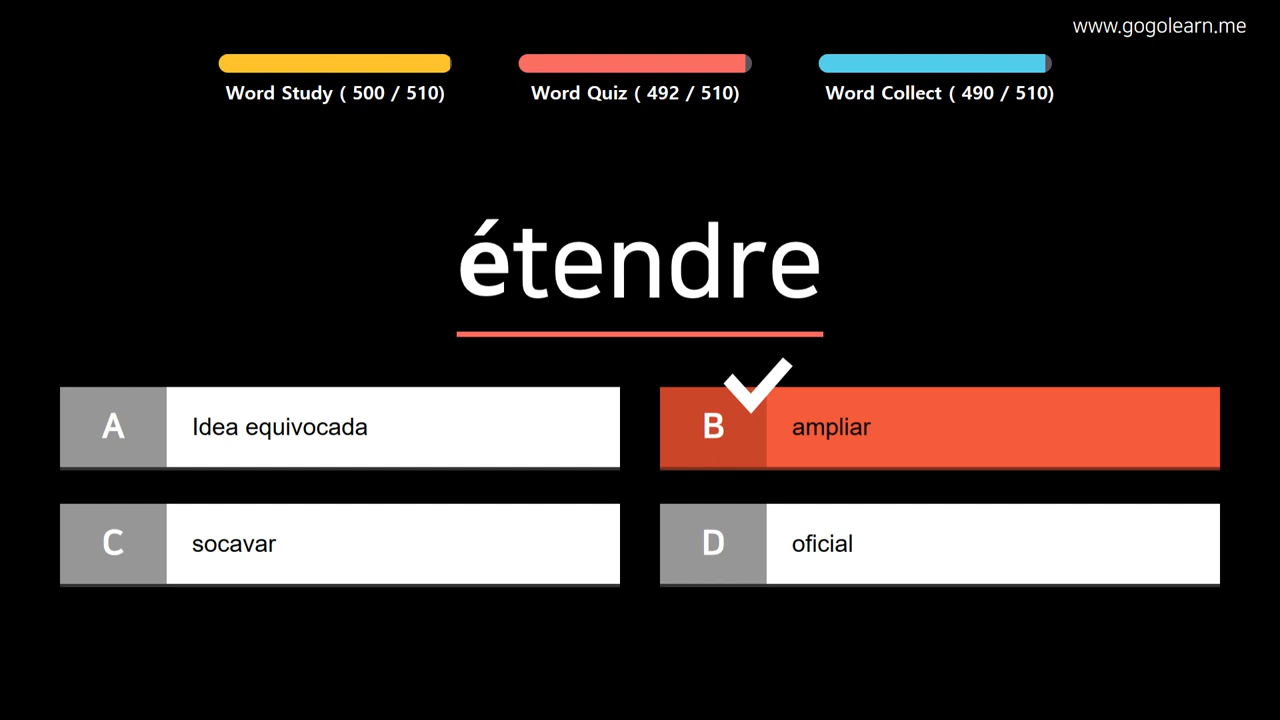 www.gogolearn.me
Word Study ( 500 / 510)
Word Quiz ( 492 / 510)
Word Collect ( 490 / 510)
étendre
A Idea equivocada
B ampliar
C socavar
D oficial